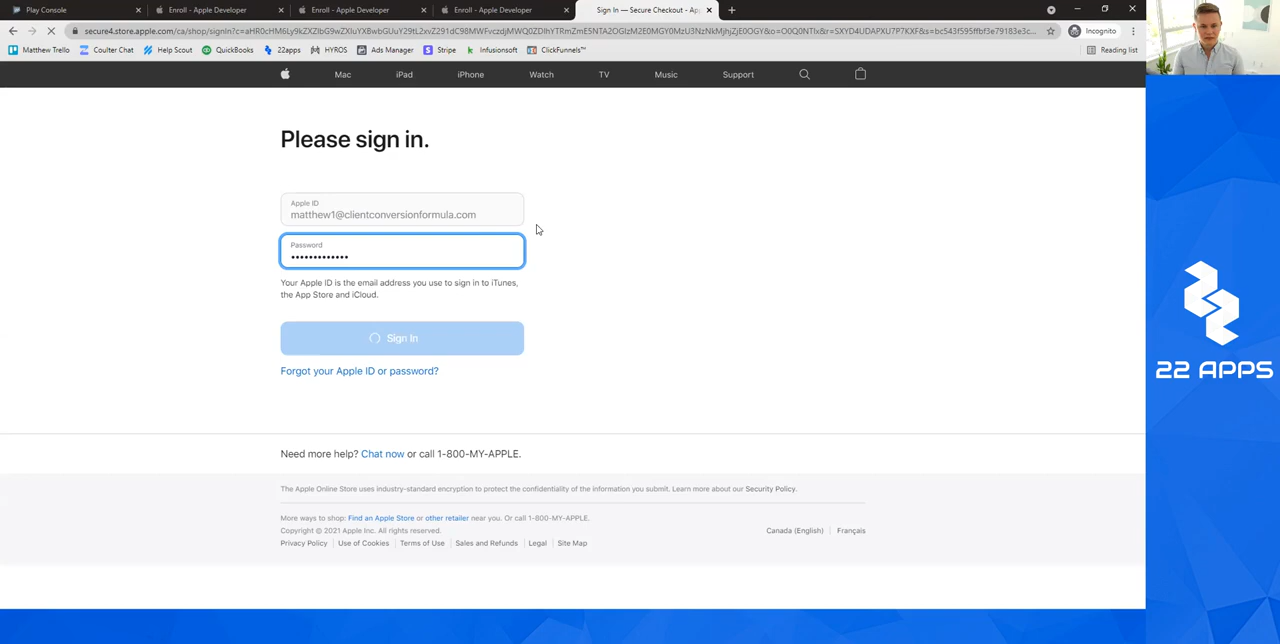 Play Console
Enroll - Apple Developer
Enroll - Apple Developer
Enroll - Apple Developer
Sign In — Secure Checkout - Ap
Incognito
Matthew Trello
Coulter Chat
Help Scout
QuickBooks
22apps
HYROS
Ads Manager
Stripe
Infusionsoft
ClickFunnels™
Reading list
Mac
iPad
iPhone
Watch
TV
Music
Support
Please sign in.
Apple ID
matthew1@clientconversionformula.com
Password
•••••••••••••
Your Apple ID is the email address you use to sign in to iTunes,
the App Store and iCloud.
Sign In
Forgot your Apple ID or password?
22 APPS
Need more help? Chat now or call 1-800-MY-APPLE.
The Apple Online Store uses industry-standard encryption to protect the confidentiality of the information you submit. Learn more about our Security Policy.
More ways to shop: Find an Apple Store or other retailer near you. Or call 1-800-MY-APPLE.
Copyright © 2021 Apple Inc. All rights reserved.
Canada (English) | Français
Privacy Policy | Use of Cookies | Terms of Use | Sales and Refunds | Legal | Site Map